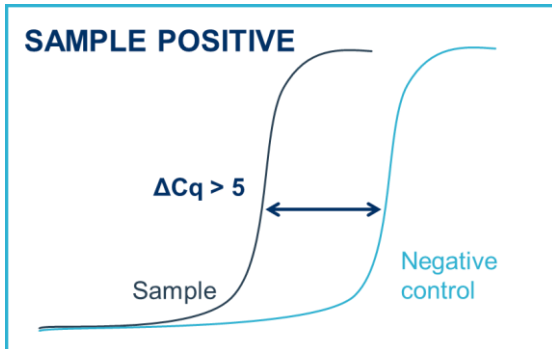 SAMPLE POSITIVE
ΔCq > 5
Sample
Negative
control